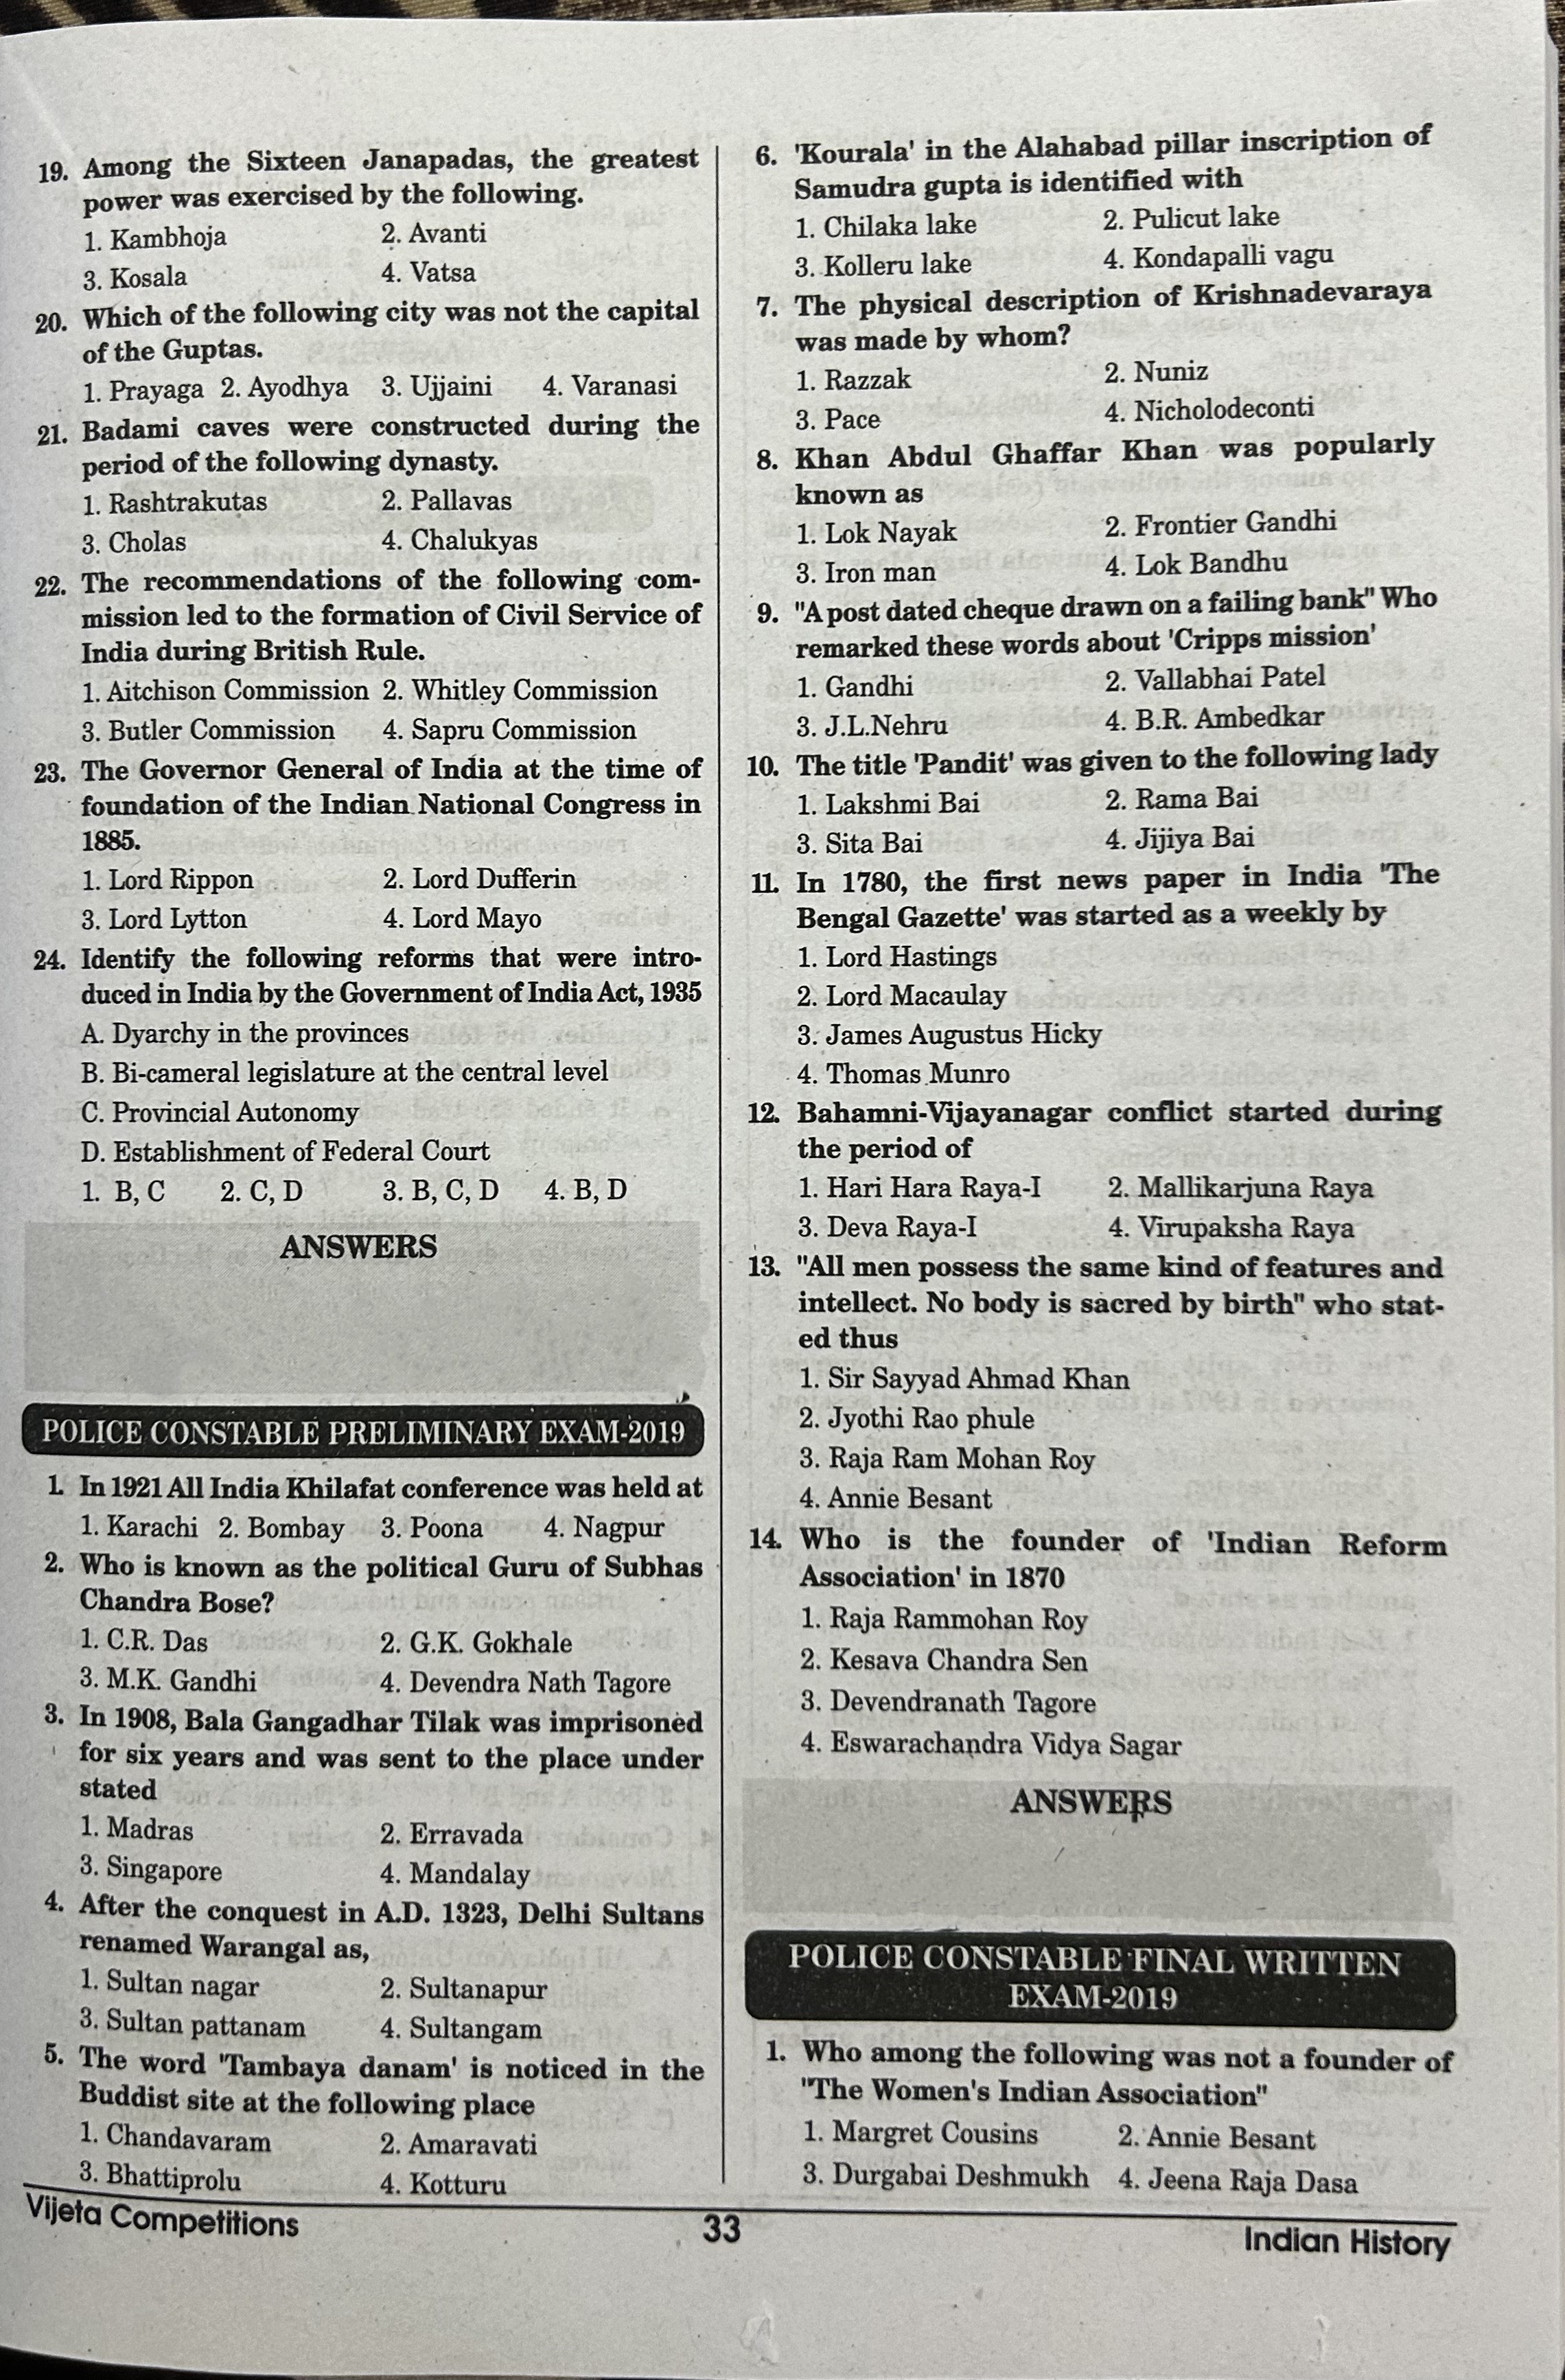 19. Among the Sixteen Janapadas, the greatest
power was exercised by the following.
1. Kambhoja 2. Avanti
3. Kosala 4. Vatsa
20. Which of the following city was not the capital
of the Guptas.
1. Prayaga 2. Ayodhya 3. Ujjaini 4. Varanasi
21. Badami caves were constructed during the
period of the following dynasty.
1. Rashtrakutas 2. Pallavas
3. Cholas 4. Chalukyas
22. The recommendations of the following com-
mission led to the formation of Civil Service of
India during British Rule.
1. Aitchison Commission 2. Whitley Commission
3. Butler Commission 4. Sapru Commission
23. The Governor General of India at the time of
foundation of the Indian National Congress in
1885.
1. Lord Rippon 2. Lord Dufferin
3. Lord Lytton 4. Lord Mayo
24. Identify the following reforms that were intro-
duced in India by the Government of India Act, 1935
A. Dyarchy in the provinces
B. Bi-cameral legislature at the central level
C. Provincial Autonomy
D. Establishment of Federal Court
1. B, C 2. C, D 3. B, C, D 4. B, D
ANSWERS
POLICE CONSTABLE PRELIMINARY EXAM-2019
1. In 1921 All India Khilafat conference was held at
1. Karachi 2. Bombay 3. Poona 4. Nagpur
2. Who is known as the political Guru of Subhas
Chandra Bose?
1. C.R. Das 2. G.K. Gokhale
3. M.K. Gandhi 4. Devendra Nath Tagore
3. In 1908, Bala Gangadhar Tilak was imprisoned
for six years and was sent to the place under
stated
1. Madras 2. Erravada
3. Singapore 4. Mandalay
4. After the conquest in A.D. 1323, Delhi Sultans
renamed Warangal as,
1. Sultan nagar 2. Sultanapur
3. Sultan pattanam 4. Sultangam
5. The word 'Tambaya danam' is noticed in the
Buddist site at the following place
1. Chandavaram 2. Amaravati
3. Bhattiprolu 4. Kotturu
6. 'Kourala' in the Alahabad pillar inscription of
Samudra gupta is identified with
1. Chilaka lake 2. Pulicut lake
3. Kolleru lake 4. Kondapalli vagu
7. The physical description of Krishnadevaraya
was made by whom?
1. Razzak 2. Nuniz
3. Pace 4. Nicholodeconti
8. Khan Abdul Ghaffar Khan was popularly
known as
1. Lok Nayak 2. Frontier Gandhi
3. Iron man 4. Lok Bandhu
9. "A post dated cheque drawn on a failing bank" Who
remarked these words about 'Cripps mission'
1. Gandhi 2. Vallabhai Patel
3. J.L.Nehru 4. B.R. Ambedkar
10. The title 'Pandit' was given to the following lady
1. Lakshmi Bai 2. Rama Bai
3. Sita Bai 4. Jijiya Bai
11. In 1780, the first news paper in India 'The
Bengal Gazette' was started as a weekly by
1. Lord Hastings
2. Lord Macaulay
3. James Augustus Hicky
4. Thomas Munro
12. Bahamni-Vijayanagar conflict started during
the period of
1. Hari Hara Raya-I 2. Mallikarjuna Raya
3. Deva Raya-I 4. Virupaksha Raya
13. "All men possess the same kind of features and
intellect. No body is sacred by birth" who stat-
ed thus
1. Sir Sayyad Ahmad Khan
2. Jyothi Rao phule
3. Raja Ram Mohan Roy
4. Annie Besant
14. Who is the founder of 'Indian Reform
Association' in 1870
1. Raja Rammohan Roy
2. Kesava Chandra Sen
3. Devendranath Tagore
4. Eswarachandra Vidya Sagar
ANSWERS
POLICE CONSTABLE FINAL WRITTEN
EXAM-2019
1. Who among the following was not a founder of
"The Women's Indian Association"
1. Margret Cousins 2. Annie Besant
3. Durgabai Deshmukh 4. Jeena Raja Dasa
Vijeta Competitions 33 Indian History